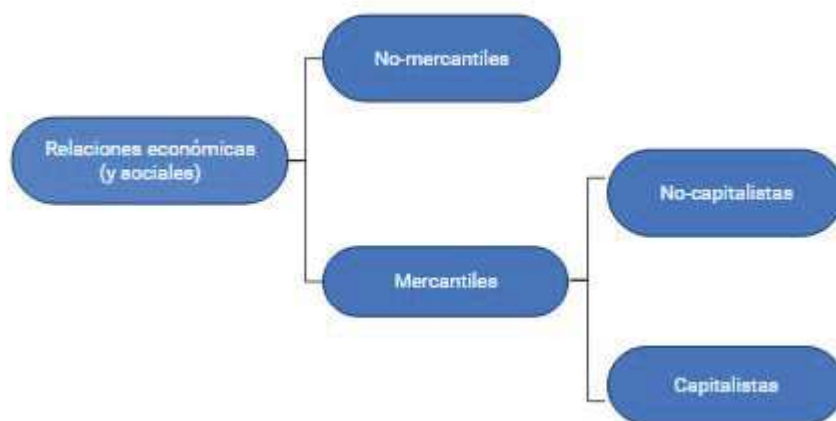 No-mercantiles
Relaciones económicas
(y sociales)
No-capitalistas
Mercantiles
Capitalistas